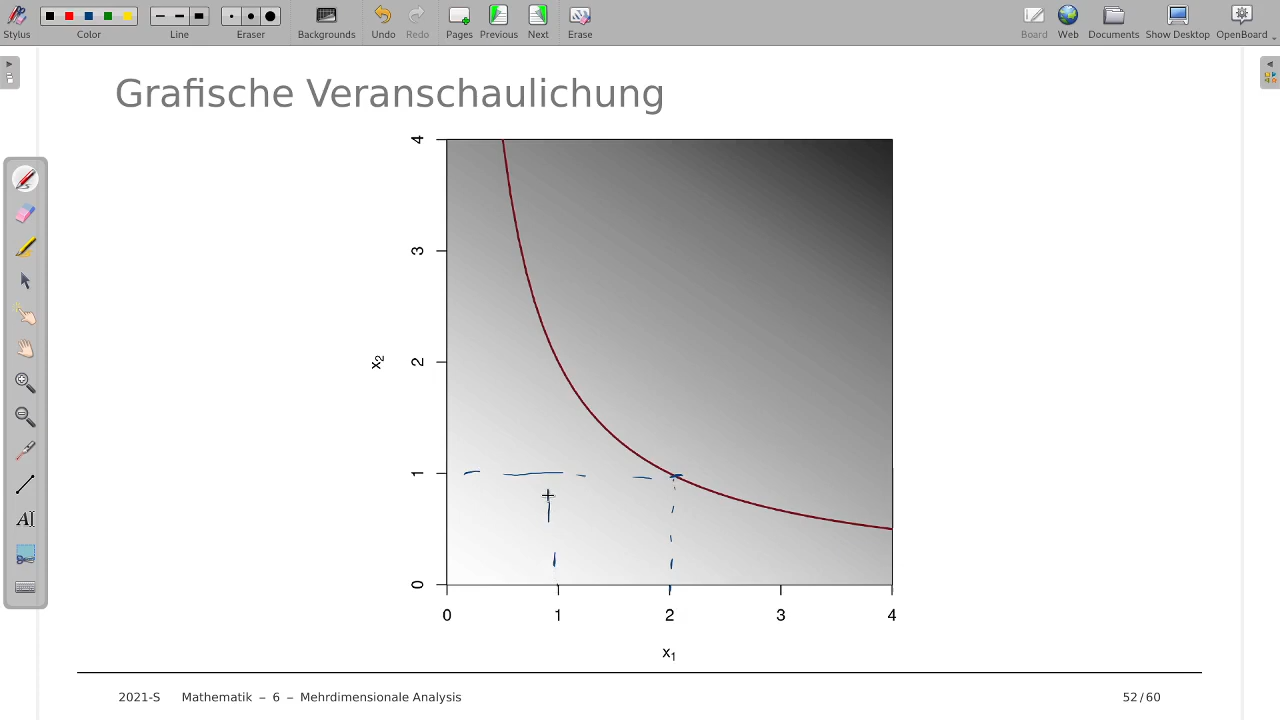 Stylus Color Line Eraser Backgrounds Undo Redo Pages Previous Next Erase Board Web Documents Show Desktop OpenBoard
Grafische Veranschaulichung
4
3
2
1
0
x2
0 1 2 3 4
x1
AI
2021-S Mathematik – 6 – Mehrdimensionale Analysis 52 / 60